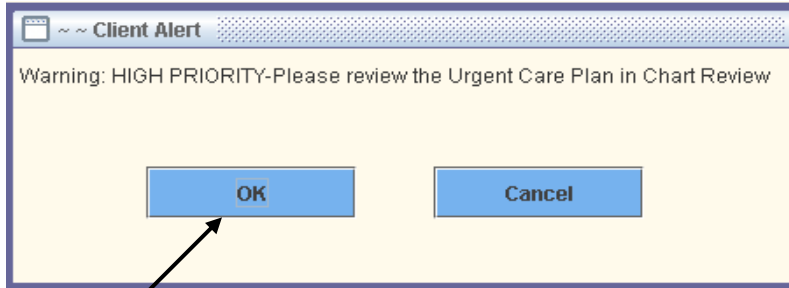 ~ ~ Client Alert
Warning: HIGH PRIORITY-Please review the Urgent Care Plan in Chart Review
OK Cancel